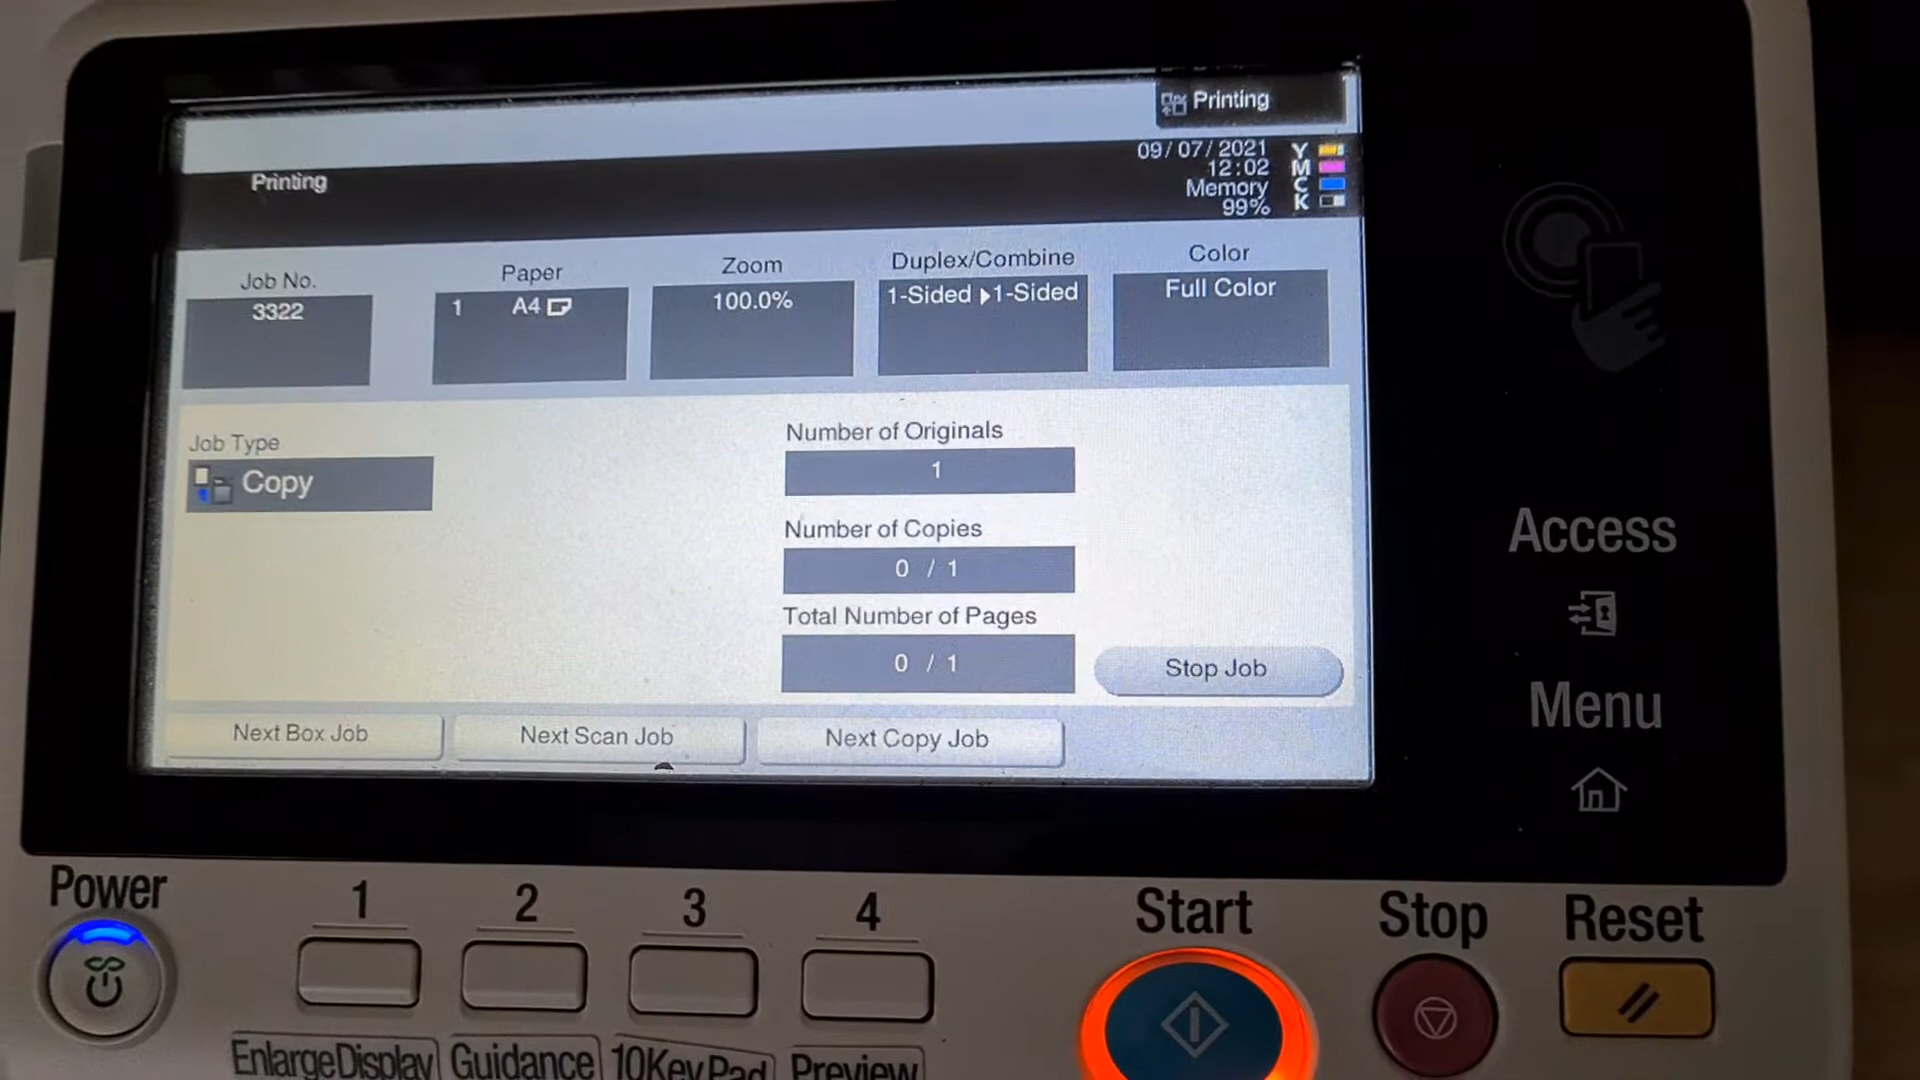 Printing
09/07/2021 Y
12:02 M
Printing
Memory C
99% K
Job No.
Paper
Zoom
Duplex/Combine
Color
3322
1 A4
100.0%
1-Sided ▶1-Sided
Full Color
Job Type
Copy
Number of Originals
1
Number of Copies
0 / 1
Total Number of Pages
0 / 1
Stop Job
Next Box Job
Next Scan Job
Next Copy Job
Access
Menu
Power
1
2
3
4
Start
Stop
Reset
EnlargeDisplay
Guidance
10KeyPad
Preview